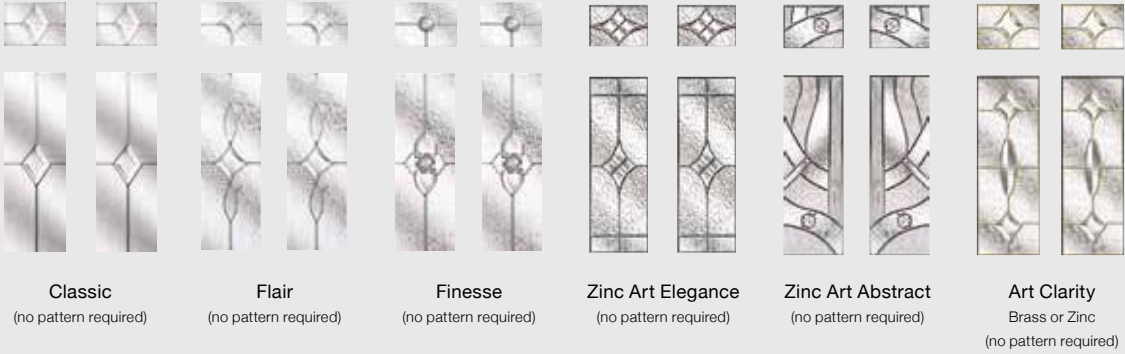 Classic
(no pattern required)
Flair
(no pattern required)
Finesse
(no pattern required)
Zinc Art Elegance
(no pattern required)
Zinc Art Abstract
(no pattern required)
Art Clarity
Brass or Zinc
(no pattern required)